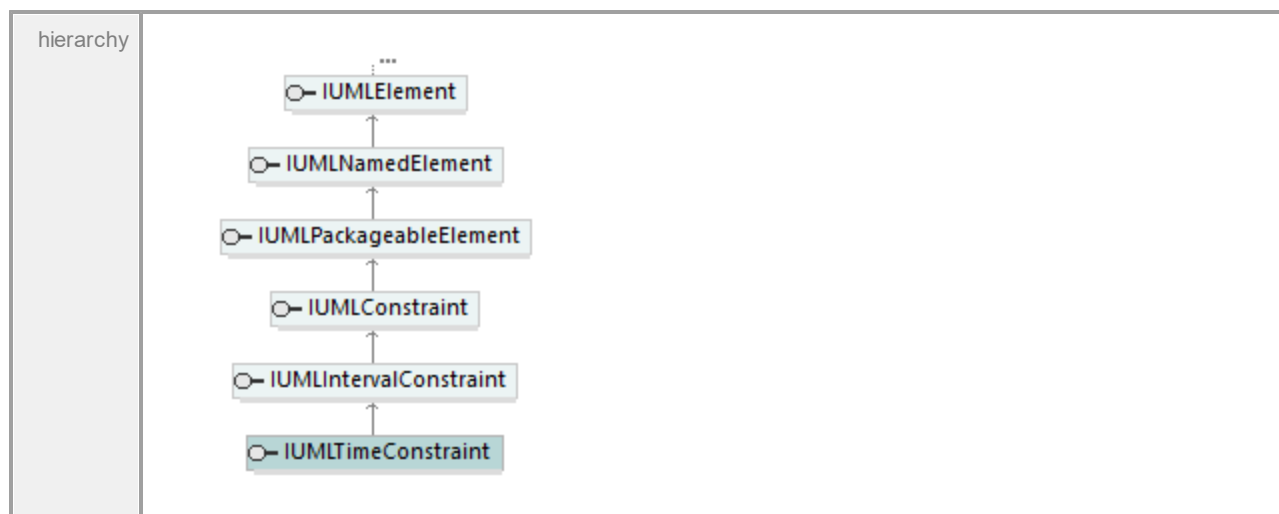 hierarchy
...
IUMLElement
IUMLNamedElement
IUMLPackageableElement
IUMLConstraint
IUMLIntervalConstraint
IUMLTimeConstraint